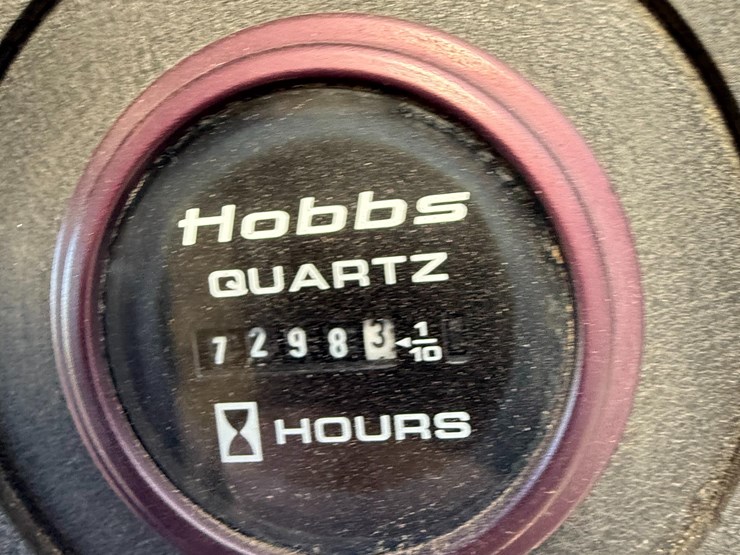 Hobbs
QUARTZ
7 2 9 8 3 ◄ 1/10
HOURS